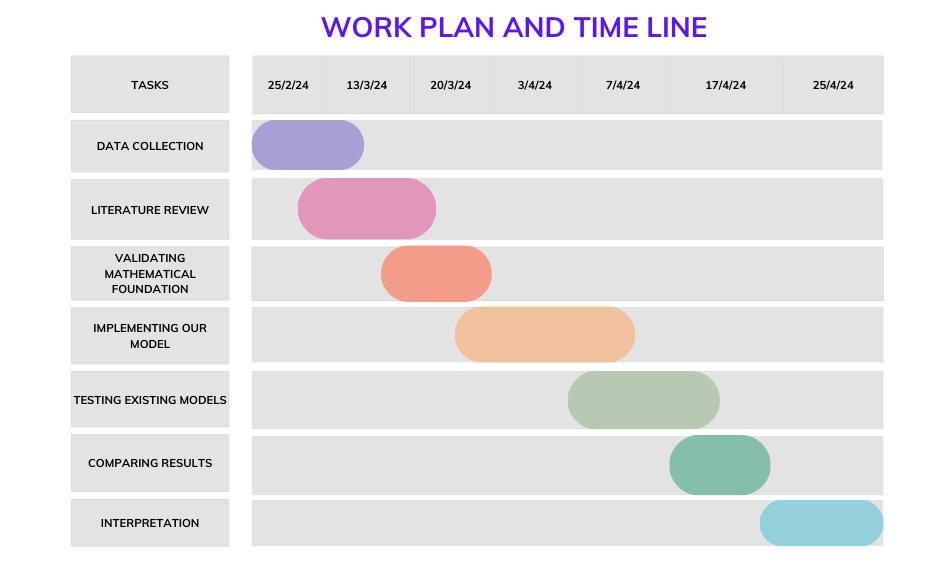 WORK PLAN AND TIME LINE
TASKS 25/2/24 13/3/24 20/3/24 3/4/24 7/4/24 17/4/24 25/4/24
DATA COLLECTION
LITERATURE REVIEW
VALIDATING
MATHEMATICAL
FOUNDATION
IMPLEMENTING OUR
MODEL
TESTING EXISTING MODELS
COMPARING RESULTS
INTERPRETATION